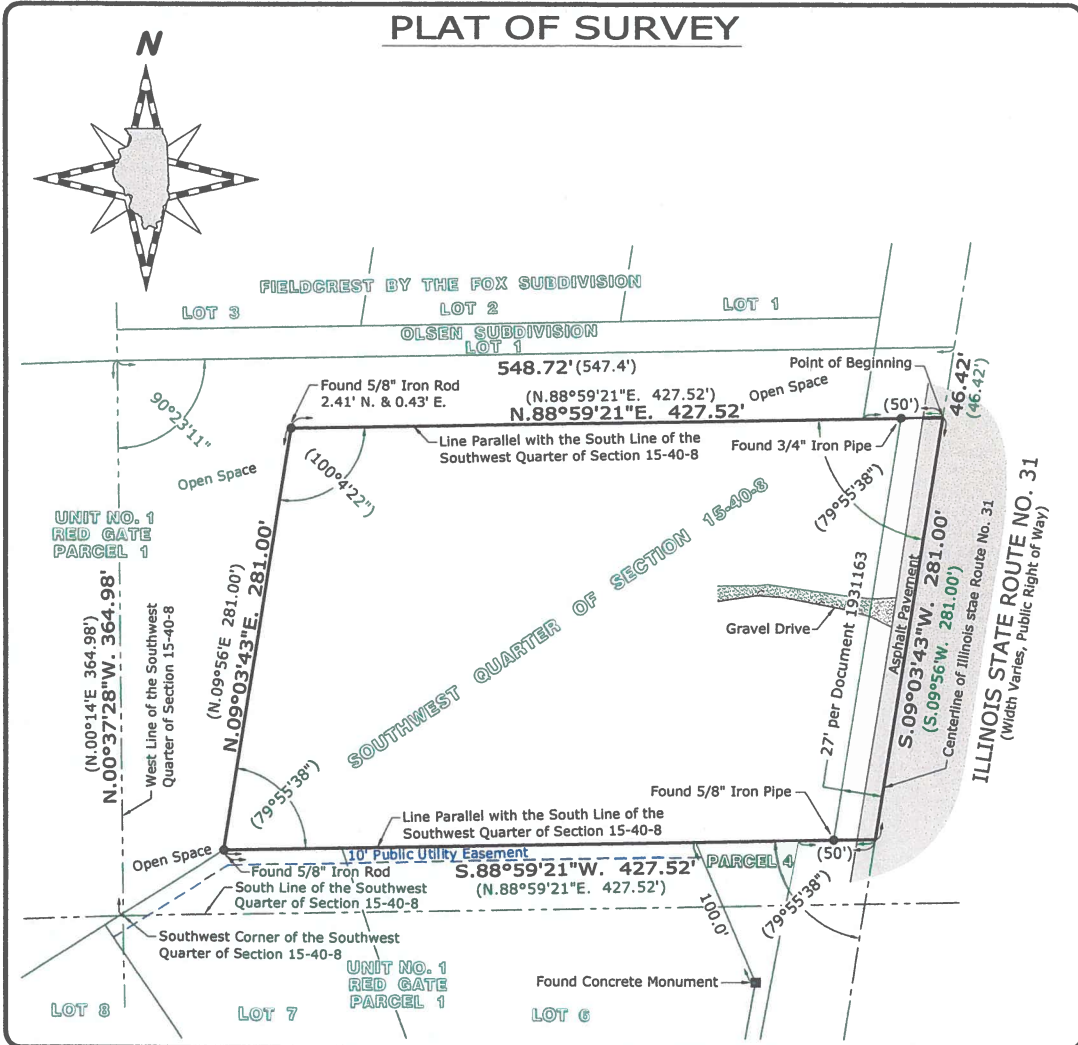 PLAT OF SURVEY
N
FIELDCREST BY THE FOX SUBDIVISION
LOT 3
LOT 2
LOT 1
OLSEN SUBDIVISION
LOT 1
548.72' (547.4')
Point of Beginning
46.42'
(46.42')
Found 5/8" Iron Rod
2.41' N. & 0.43' E.
(N.88°59'21"E. 427.52')
N.88°59'21"E. 427.52'
Open Space
(50')
90°23'11"
Line Parallel with the South Line of the
Southwest Quarter of Section 15-40-8
Found 3/4" Iron Pipe
(100°4'22")
(79°55'38")
Open Space
UNIT NO. 1
RED GATE
PARCEL 1
(N.00°14'E 364.98')
N.00°37'28"W. 364.98'
West Line of the Southwest
Quarter of Section 15-40-8
(N.09°56'E 281.00')
N.09°03'43"E. 281.00'
SOUTHWEST QUARTER OF SECTION 15-40-8
Gravel Drive
27' per Document 1931163
Asphalt Pavement
S.09°03'43"W. 281.00'
(S.09°56'W. 281.00')
Centerline of Illinois stae Route No. 31
ILLINOIS STATE ROUTE NO. 31
(Width Varies, Public Right of Way)
(79°55'38")
Found 5/8" Iron Pipe
Line Parallel with the South Line of the
Southwest Quarter of Section 15-40-8
Open Space
10' Public Utility Easement
PARCEL 4
(50')
Found 5/8" Iron Rod
S.88°59'21"W. 427.52'
(N.88°59'21"E. 427.52')
South Line of the Southwest
Quarter of Section 15-40-8
100.0'
(79°55'38")
Southwest Corner of the Southwest
Quarter of Section 15-40-8
UNIT NO. 1
RED GATE
PARCEL 1
Found Concrete Monument
LOT 8
LOT 7
LOT 6